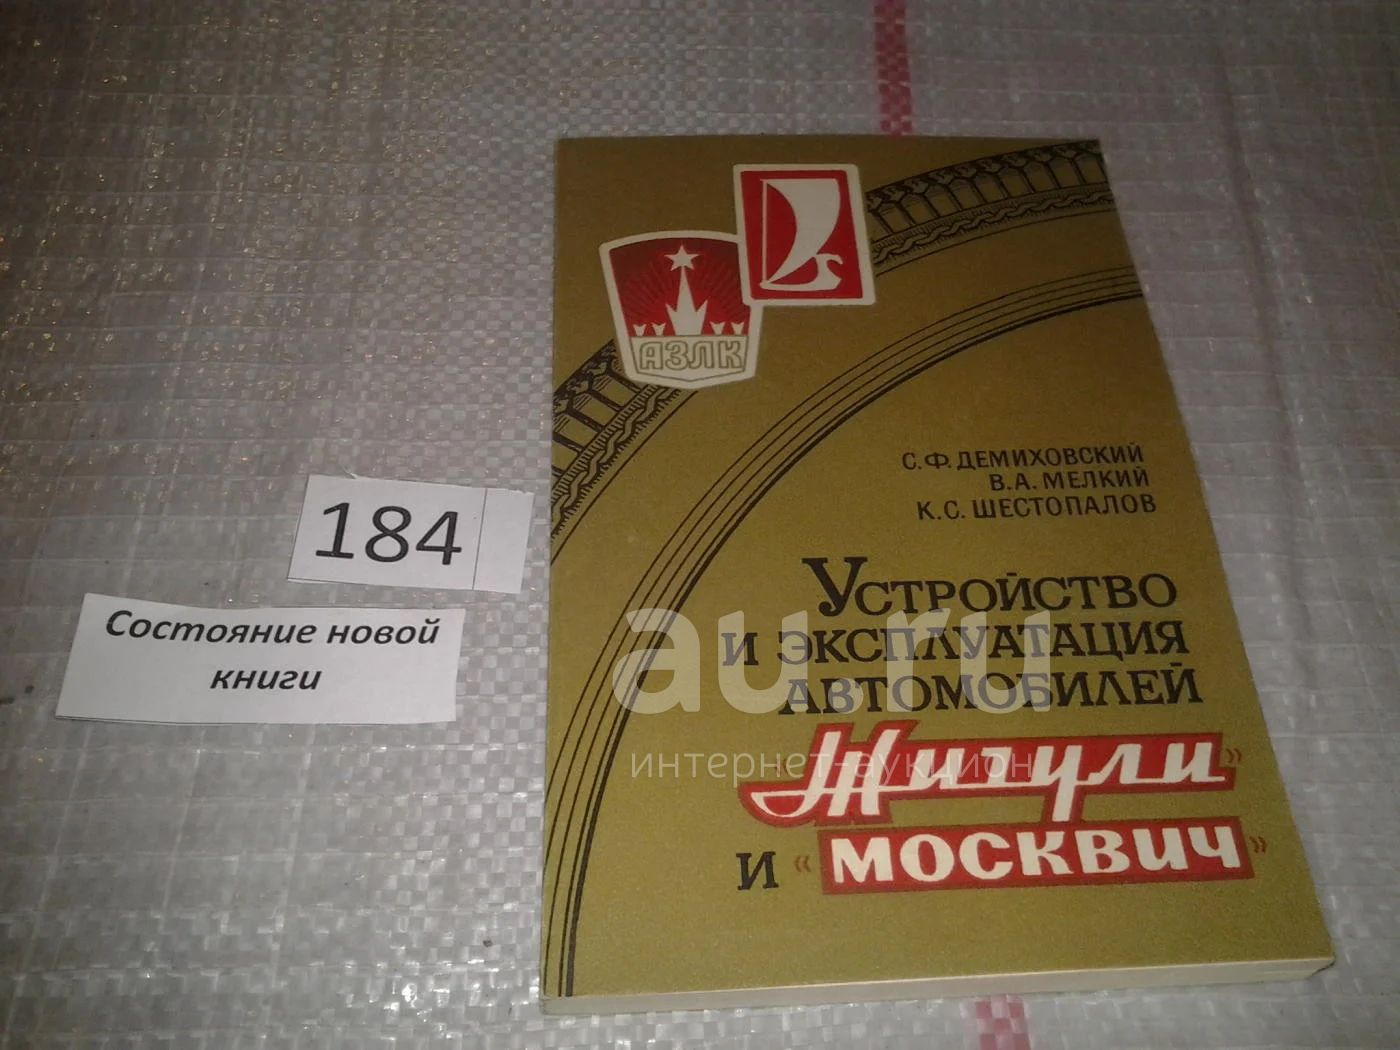 АЗЛК
С.Ф. ДЕМИХОВСКИЙ
В.А. МЕЛКИЙ
К.С. ШЕСТОПАЛОВ
УСТРОЙСТВО
И ЭКСПЛУАТАЦИЯ
АВТОМОБИЛЕЙ
«Жигули»
И «МОСКВИЧ»
184
Состояние новой
книги
au.ru
интернет-аукцион